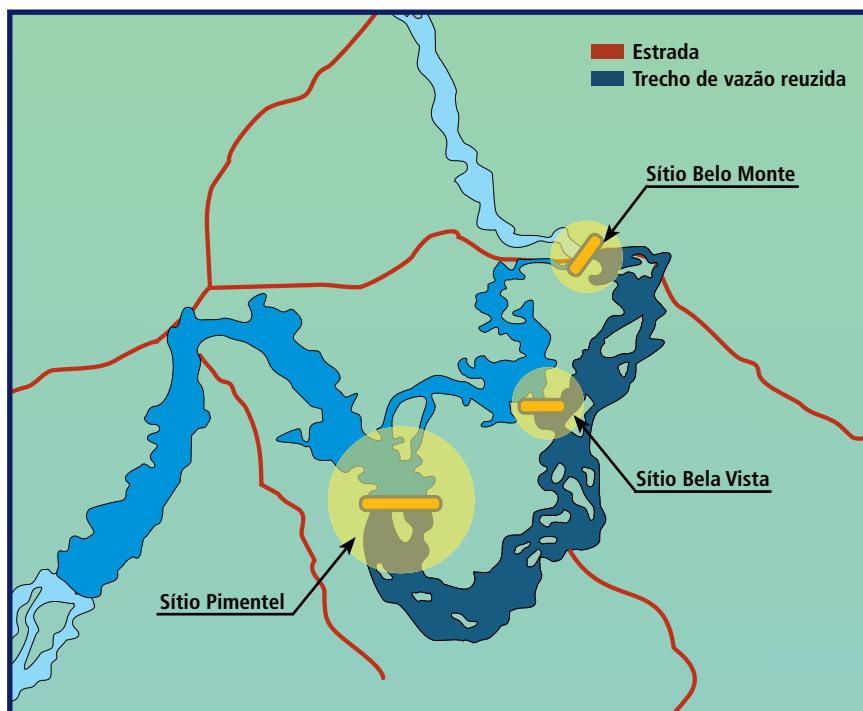 Estrada
Trecho de vazão reuzida
Sítio Belo Monte
Sítio Bela Vista
Sítio Pimentel